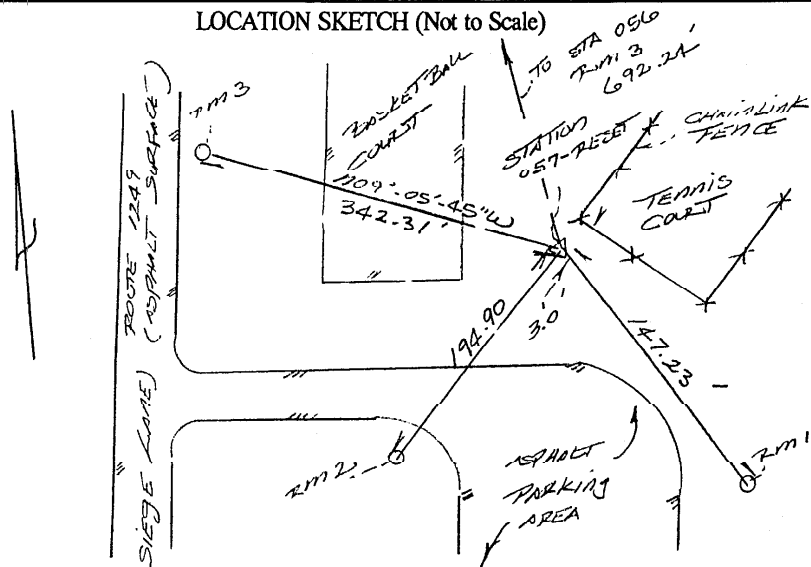 LOCATION SKETCH (Not to Scale)
TO STA 056
RM 3
692.24'
RM 3
BASKETBALL
COURT
STATION
057-RESET
CHAINLINK
FENCE
TENNIS
CORT
N09°-05'-45"W
342.31'
ROUTE 1249
(ASPHALT SURFACE)
SIEGE LANE)
194.90
3.0'
147.23
RM 2
ASPHALT
PARKING
AREA
RM 1